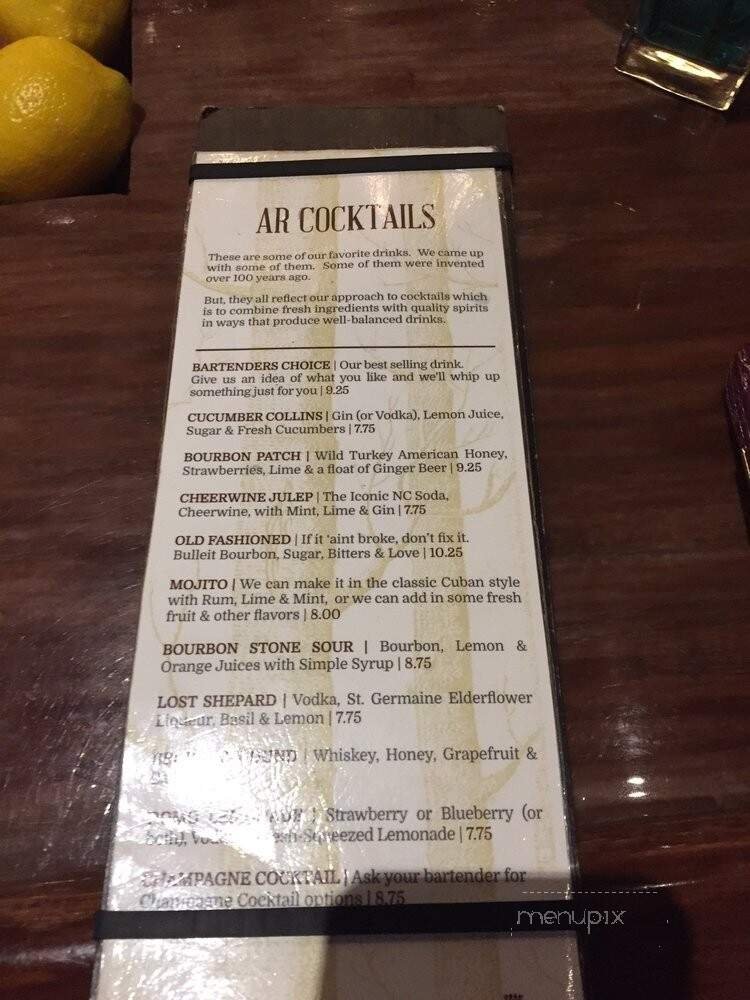 AR COCKTAILS
These are some of our favorite drinks. We came up
with some of them. Some of them were invented
over 100 years ago.
But, they all reflect our approach to cocktails which
is to combine fresh ingredients with quality spirits
in ways that produce well-balanced drinks.
BARTENDERS CHOICE | Our best selling drink.
Give us an idea of what you like and we'll whip up
something just for you | 9.25
CUCUMBER COLLINS | Gin (or Vodka), Lemon Juice,
Sugar & Fresh Cucumbers | 7.75
BOURBON PATCH | Wild Turkey American Honey,
Strawberries, Lime & a float of Ginger Beer | 9.25
CHEERWINE JULEP | The Iconic NC Soda,
Cheerwine, with Mint, Lime & Gin | 7.75
OLD FASHIONED | If it 'aint broke, don't fix it.
Bulleit Bourbon, Sugar, Bitters & Love | 10.25
MOJITO | We can make it in the classic Cuban style
with Rum, Lime & Mint, or we can add in some fresh
fruit & other flavors | 8.00
BOURBON STONE SOUR | Bourbon, Lemon &
Orange Juices with Simple Syrup | 8.75
LOST SHEPARD | Vodka, St. Germaine Elderflower
Liqueur, Basil & Lemon | 7.75
| Whiskey, Honey, Grapefruit &
| Strawberry or Blueberry (or
both), Lemonade | 7.75
CHAMPAGNE COCKTAIL | Ask your bartender for
Champagne Cocktail options | 8.75
menupix